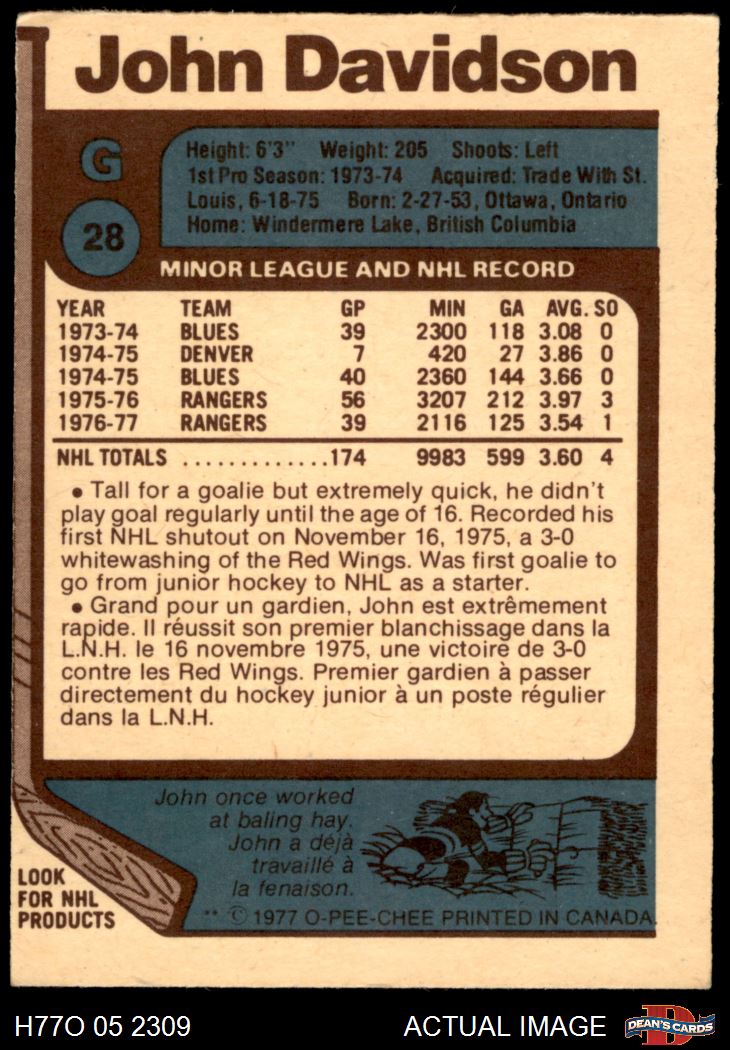 John Davidson
G
28
Height: 6'3" Weight: 205 Shoots: Left
1st Pro Season: 1973-74 Acquired: Trade With St.
Louis, 6-18-75 Born: 2-27-53, Ottawa, Ontario
Home: Windermere Lake, British Columbia
MINOR LEAGUE AND NHL RECORD
YEAR TEAM GP MIN GA AVG. SO
1973-74 BLUES 39 2300 118 3.08 0
1974-75 DENVER 7 420 27 3.86 0
1974-75 BLUES 40 2360 144 3.66 0
1975-76 RANGERS 56 3207 212 3.97 3
1976-77 RANGERS 39 2116 125 3.54 1
NHL TOTALS ............174 9983 599 3.60 4
• Tall for a goalie but extremely quick, he didn't
play goal regularly until the age of 16. Recorded his
first NHL shutout on November 16, 1975, a 3-0
whitewashing of the Red Wings. Was first goalie to
go from junior hockey to NHL as a starter.
• Grand pour un gardien, John est extrêmement
rapide. Il réussit son premier blanchissage dans la
L.N.H. le 16 novembre 1975, une victoire de 3-0
contre les Red Wings. Premier gardien à passer
directement du hockey junior à un poste régulier
dans la L.N.H.
John once worked
at baling hay.
John a déjà
travaillé à
la fenaison.
LOOK
FOR NHL
PRODUCTS
** © 1977 O-PEE-CHEE PRINTED IN CANADA.
H77O 05 2309
ACTUAL IMAGE
D
DEAN'S CARDS